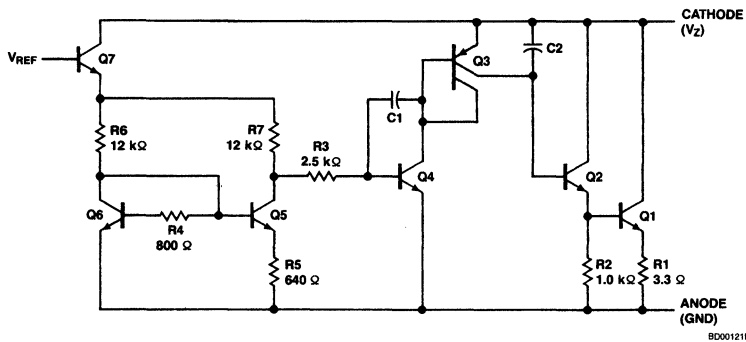 CATHODE
(VZ)
VREF
Q7
C2
Q3
R6
12 kΩ
R7
12 kΩ
C1
R3
2.5 kΩ
Q4
Q2
Q6
R4
800 Ω
Q5
Q1
R5
640 Ω
R2
1.0 kΩ
R1
3.3 Ω
ANODE
(GND)